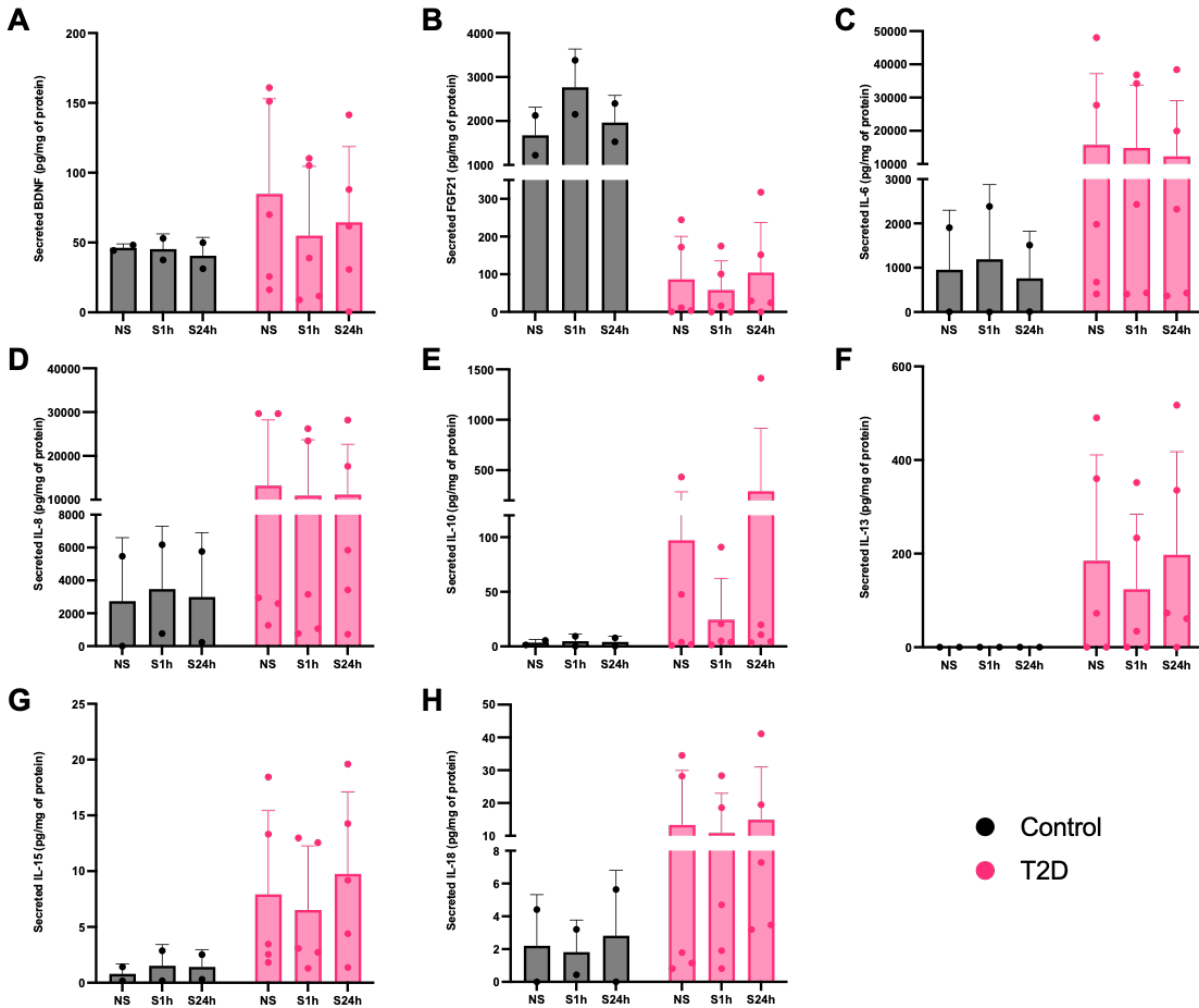 A
Secreted BDNF (pg/mg of protein)
200
150
100
50
0
NS S1h S24h NS S1h S24h
B
Secreted FGF21 (pg/mg of protein)
4000
3000
2000
1000
300
200
100
0
NS S1h S24h NS S1h S24h
C
Secreted IL-6 (pg/mg of protein)
50000
40000
30000
20000
10000
3000
2000
1000
0
NS S1h S24h NS S1h S24h
D
Secreted IL-8 (pg/mg of protein)
40000
30000
20000
10000
8000
6000
4000
2000
0
NS S1h S24h NS S1h S24h
E
Secreted IL-10 (pg/mg of protein)
1500
1000
500
100
50
0
NS S1h S24h NS S1h S24h
F
Secreted IL-13 (pg/mg of protein)
600
400
200
0
NS S1h S24h NS S1h S24h
G
Secreted IL-15 (pg/mg of protein)
25
20
15
10
5
0
NS S1h S24h NS S1h S24h
H
Secreted IL-18 (pg/mg of protein)
50
40
30
20
10
8
6
4
2
0
NS S1h S24h NS S1h S24h
Control
T2D